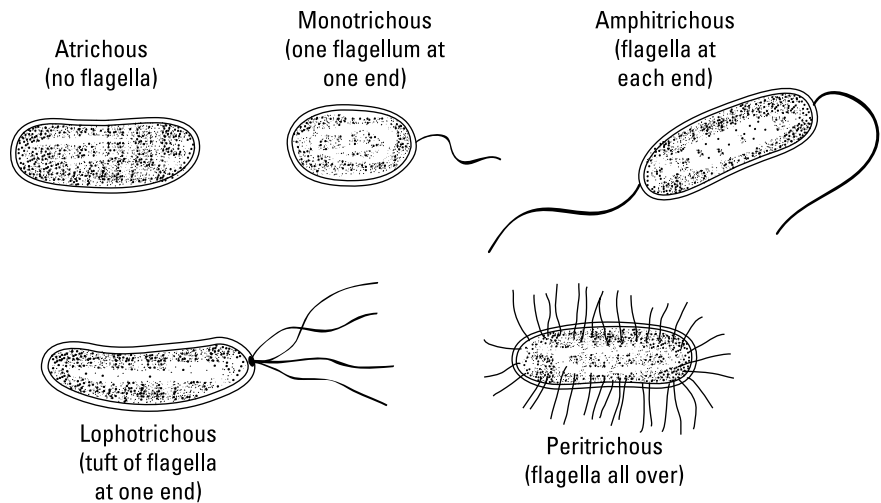 Atrichous
(no flagella)
Monotrichous
(one flagellum at
one end)
Amphitrichous
(flagella at
each end)
Lophotrichous
(tuft of flagella
at one end)
Peritrichous
(flagella all over)